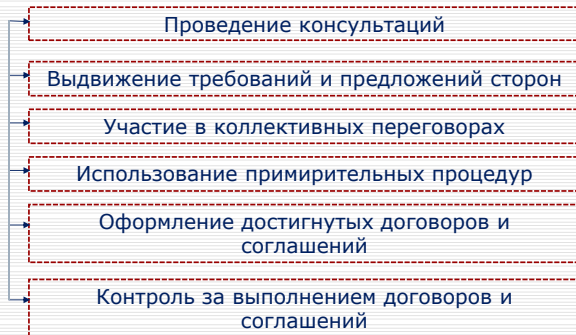 Проведение консультаций
Выдвижение требований и предложений сторон
Участие в коллективных переговорах
Использование примирительных процедур
Оформление достигнутых договоров и
соглашений
Контроль за выполнением договоров и
соглашений